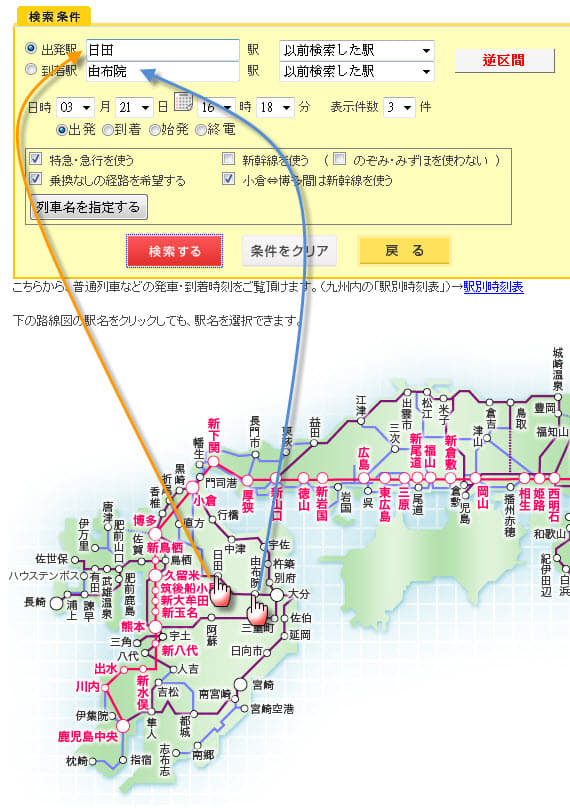 検索条件
出発駅 日田 駅 以前検索した駅
逆区間
到着駅 由布院 駅 以前検索した駅
日時 03 月 21 日 16 時 18 分 表示件数 3 件
出発 到着 始発 終電
特急・急行を使う 新幹線を使う ( のぞみ・みずほを使わない )
乗換なしの経路を希望する 小倉⇔博多間は新幹線を使う
列車名を指定する
検索する 条件をクリア 戻る
こちらから、普通列車などの発車・到着時刻をご覧頂けます。（九州内の「駅別時刻表」）→駅別時刻表
下の路線図の駅名をクリックしても、駅名を選択できます。
城崎温泉
豊岡
福知山
鳥取
倉吉
津山
米子
松江
出雲市
江津
三次
益田
東萩
長門市
新下関
幡生
門司港
小倉
黒崎
折尾
香椎
博多
厚狭
新山口
徳山
新岩国
岩国
広島
呉
東広島
三原
新尾道
尾道
福山
新倉敷
倉敷
児島
岡山
播州赤穂
相生
姫路
西明石
和歌山
紀伊田辺
白浜
行橋
直方
中津
宇佐
杵築
別府
大分
由布院
日田
新鳥栖
鳥栖
佐賀
肥前山口
唐津
伊万里
佐世保
ハウステンボス
有田
武雄温泉
肥前鹿島
諫早
浦上
長崎
久留米
筑後船小屋
新大牟田
新玉名
熊本
阿蘇
三重町
佐伯
延岡
日向市
三角
宇土
八代
新八代
人吉
出水
新水俣
川内
吉松
南宮崎
宮崎
宮崎空港
伊集院
鹿児島中央
隼人
都城
枕崎
指宿
志布志
南郷